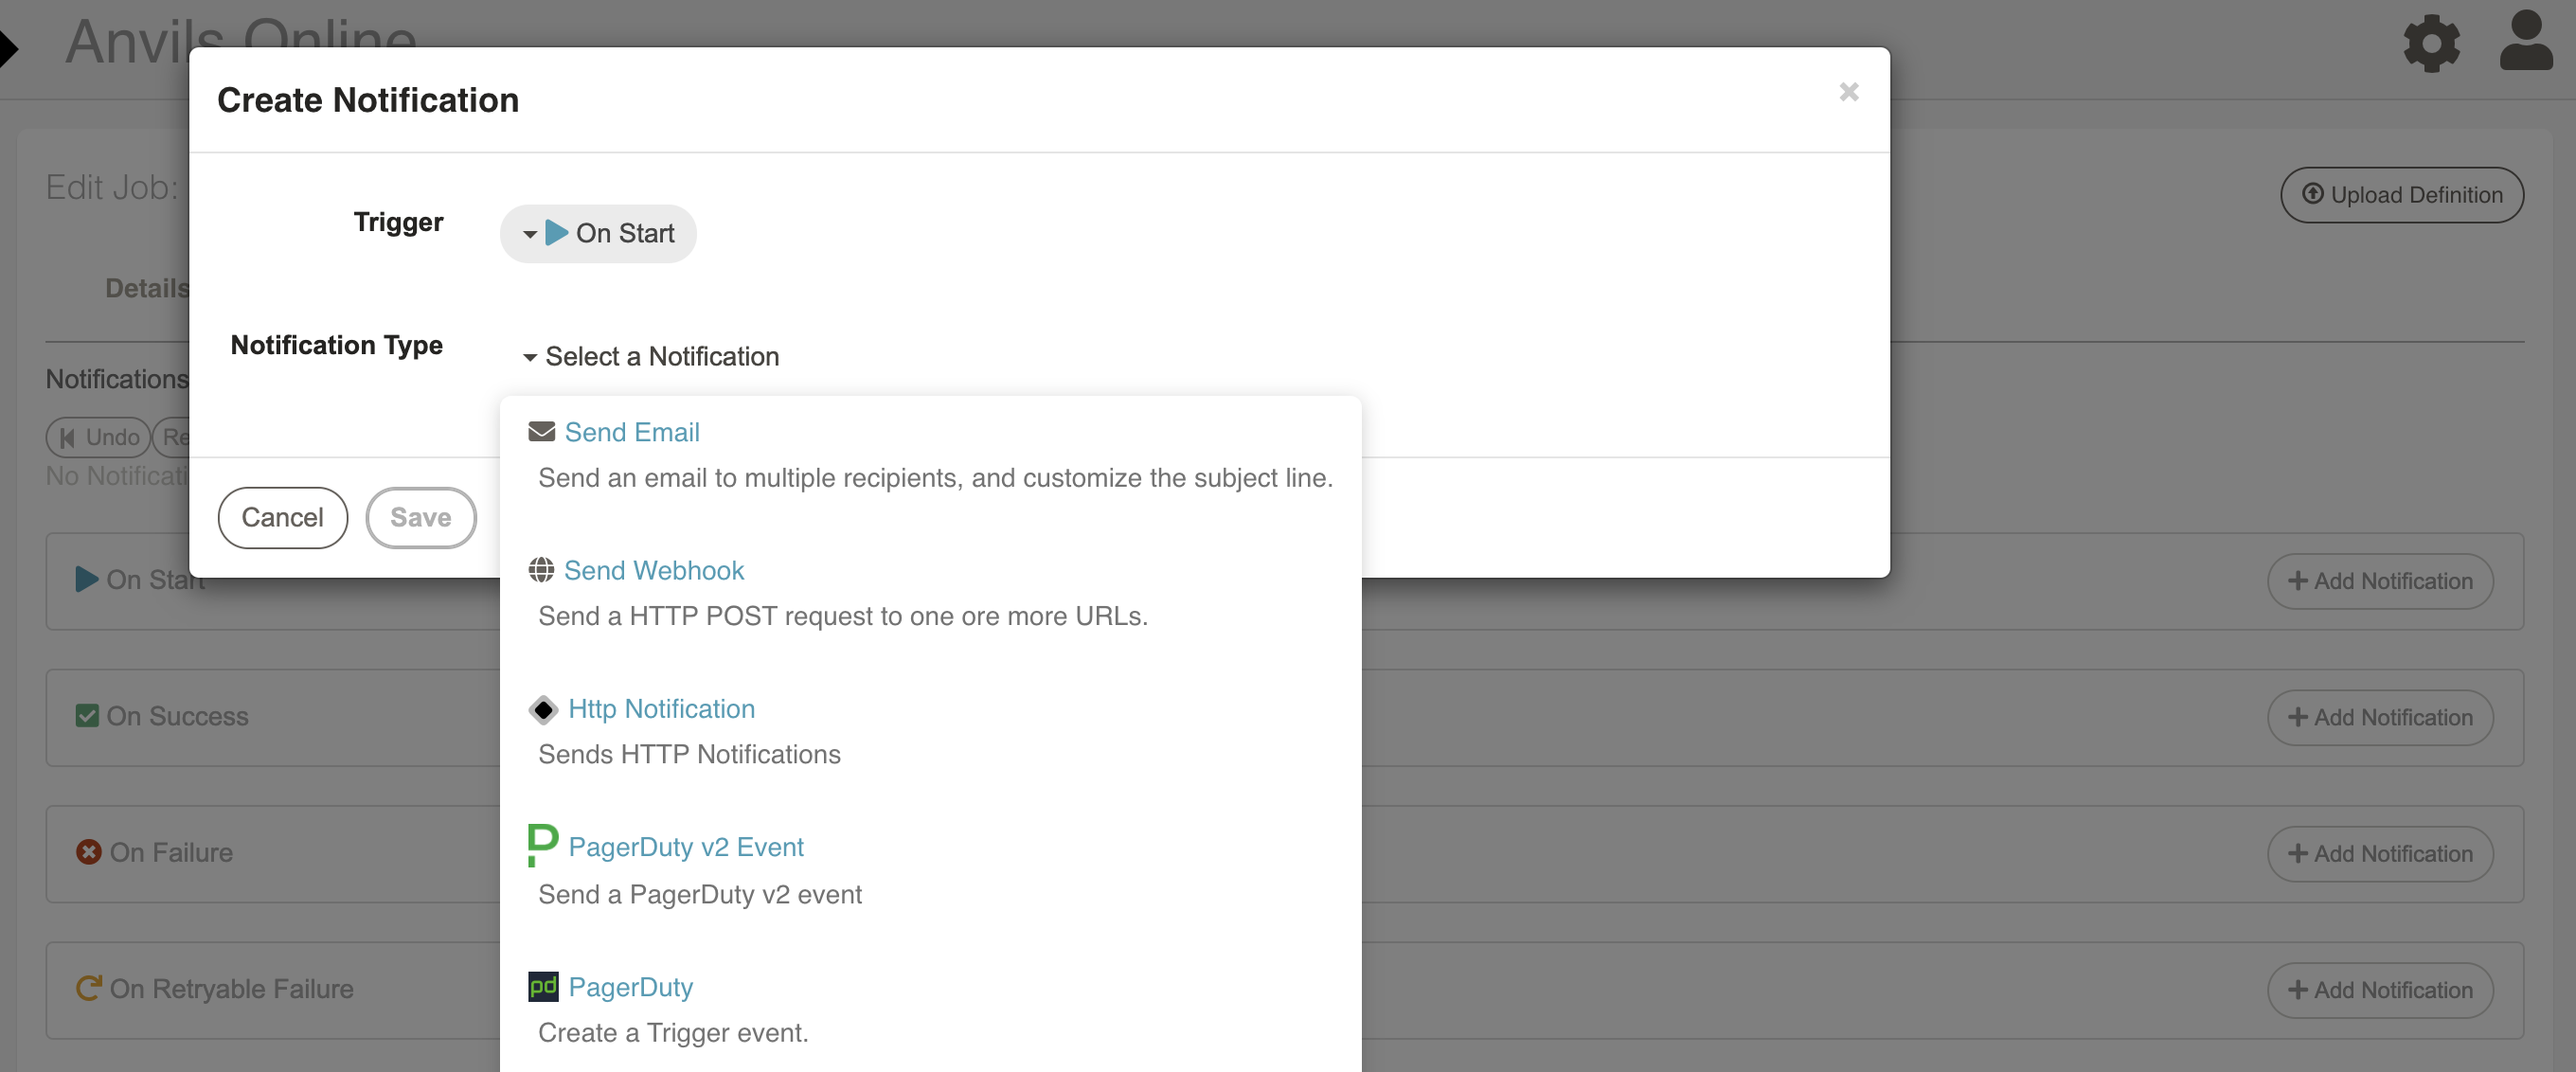 Anvils Online
Create Notification
Edit Job:
Upload Definition
Trigger
On Start
Details
Notification Type
Select a Notification
Notifications
Undo
Send Email
Send an email to multiple recipients, and customize the subject line.
Cancel
Save
Send Webhook
Send a HTTP POST request to one ore more URLs.
On Start
Add Notification
Http Notification
Sends HTTP Notifications
On Success
Add Notification
PagerDuty v2 Event
Send a PagerDuty v2 event
On Failure
Add Notification
pd PagerDuty
Create a Trigger event.
On Retryable Failure
Add Notification